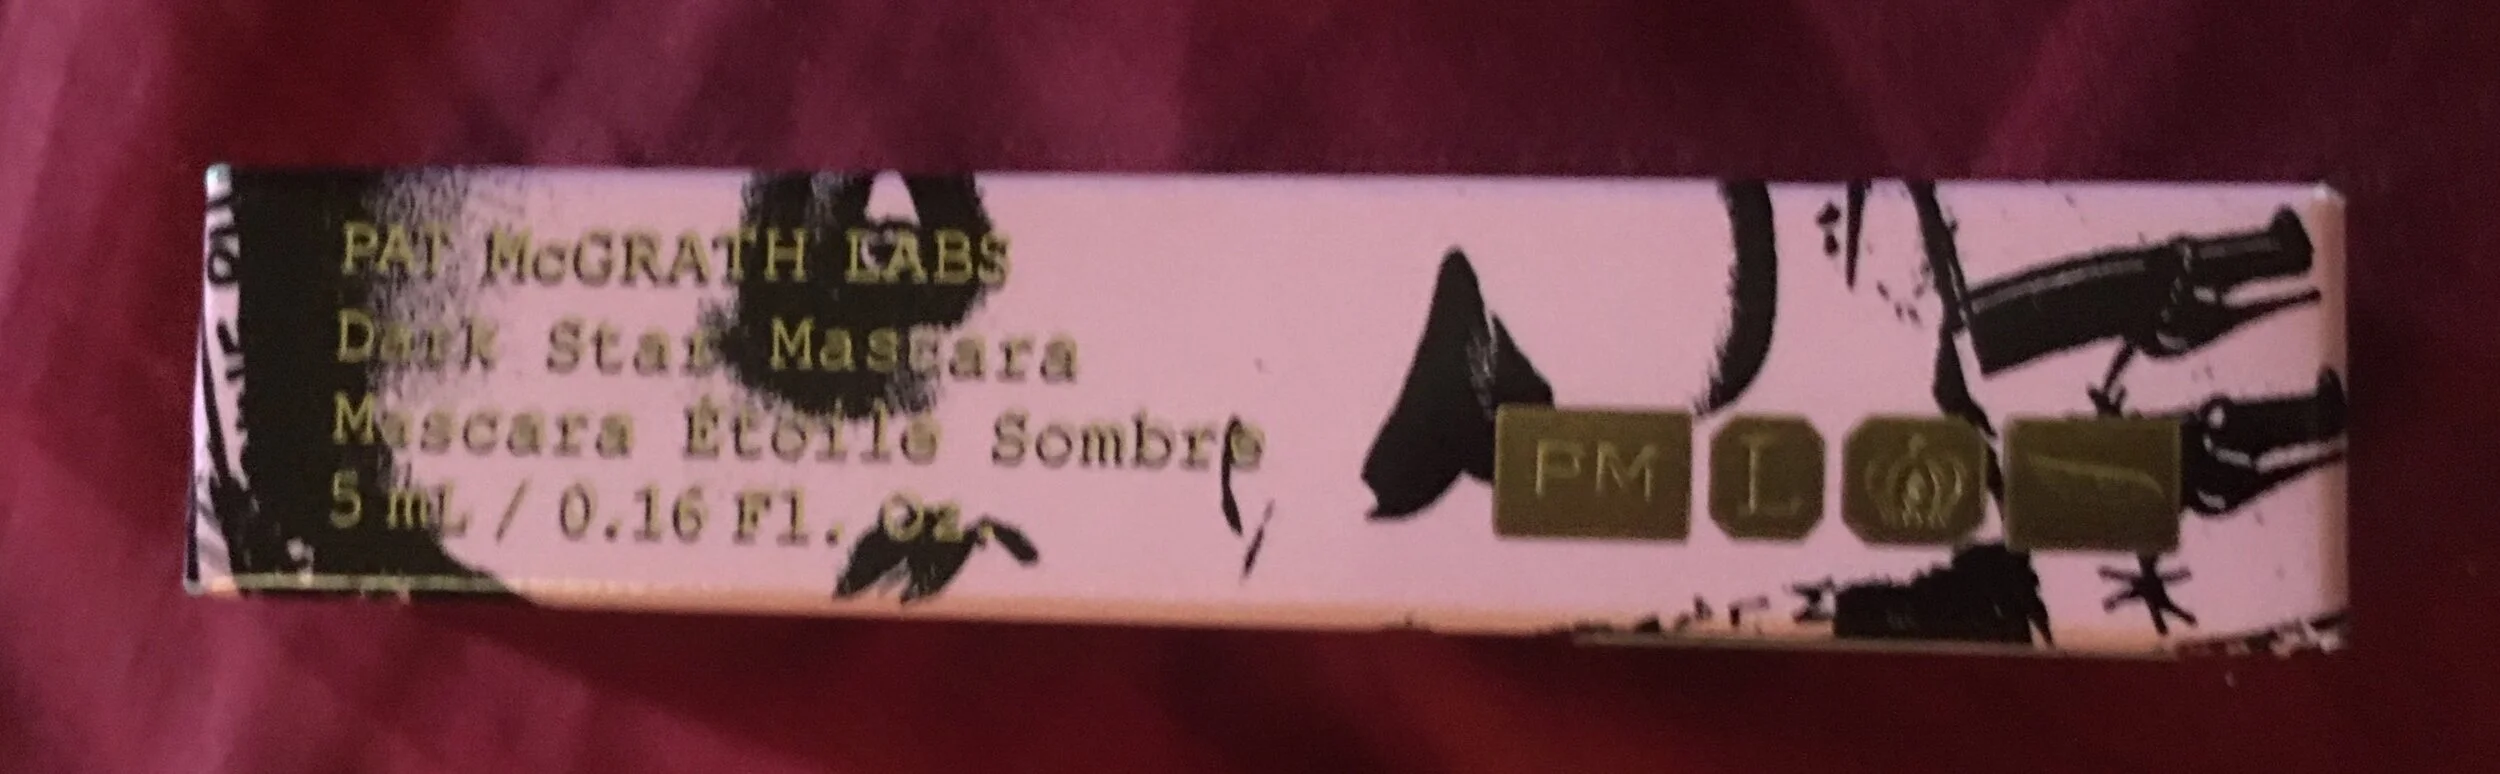 PAT McGRATH LABS
Dark Star Mascara
Mascara Étoile Sombre
5 mL / 0.16 Fl. Oz.
PM L